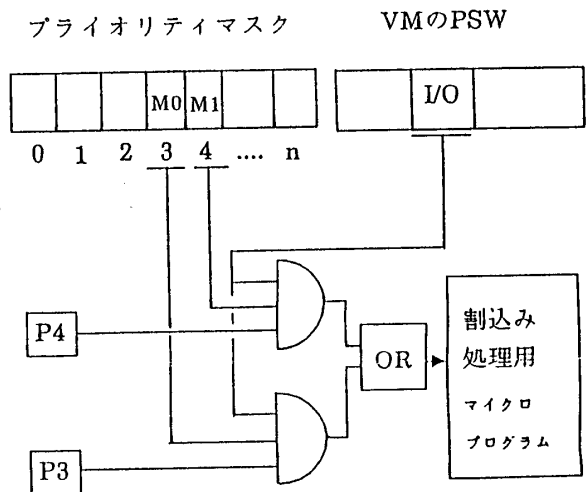 プライオリティマスク
VMのPSW
M0 M1
I/O
0 1 2 3 4 .... n
P4
OR
割込み
処理用
マイクロ
プログラム
P3